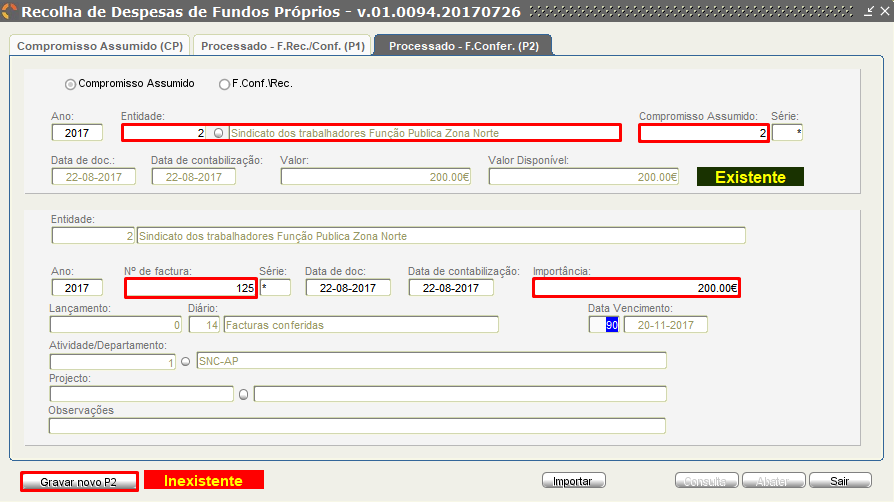 Recolha de Despesas de Fundos Próprios - v.01.0094.20170726
Compromisso Assumido (CP) Processado - F.Rec./Conf. (P1) Processado - F.Confer. (P2)
Compromisso Assumido F.Conf.\Rec.
Ano: Entidade: Compromisso Assumido: Série:
2017 2 Sindicato dos trabalhadores Função Publica Zona Norte 2 *
Data de doc.: Data de contabilização: Valor: Valor Disponível:
22-08-2017 22-08-2017 200.00€ 200.00€ Existente
Entidade:
2 Sindicato dos trabalhadores Função Publica Zona Norte
Ano: Nº de factura: Série: Data de doc: Data de contabilização: Importância:
2017 125 * 22-08-2017 22-08-2017 200.00€
Lançamento: Diário: Data Vencimento:
0 14 Facturas conferidas 90 20-11-2017
Atividade/Departamento:
1 SNC-AP
Projecto:
Observações
Gravar novo P2 Inexistente Importar Consulta Abater Sair